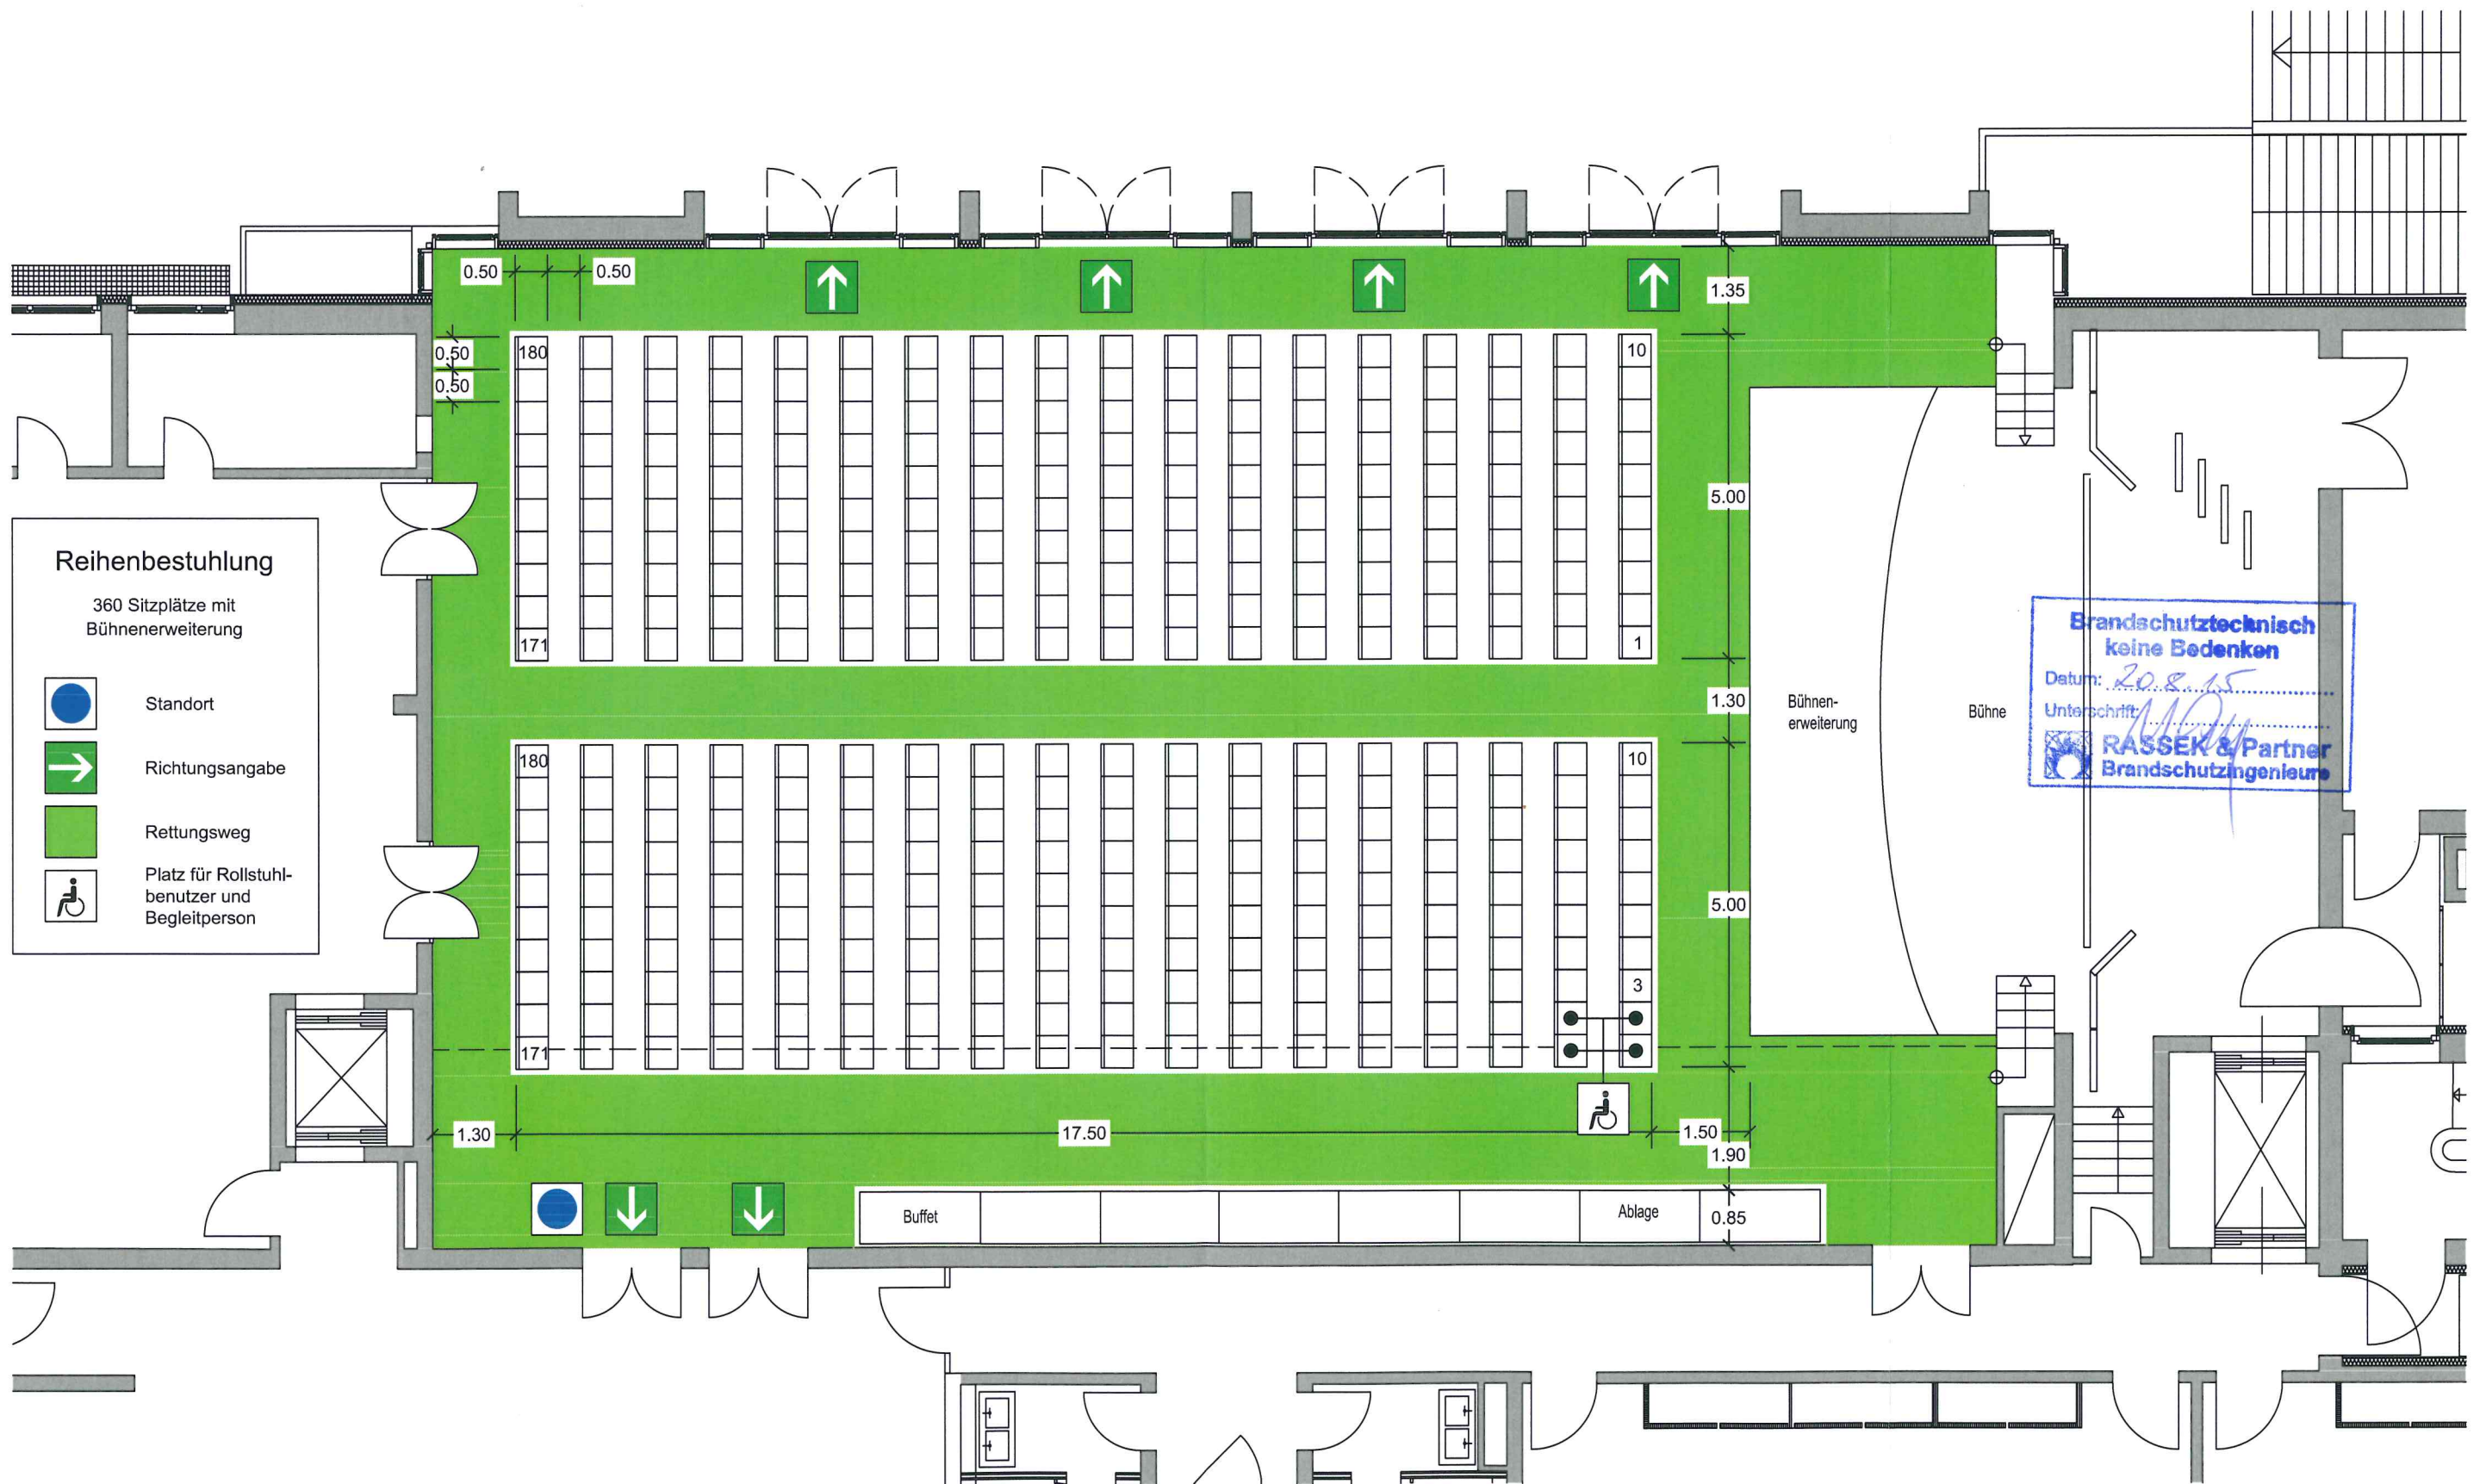 0.50
0.50
1.35
0.50
0.50
180
10
5.00
171
1
1.30
180
10
5.00
3
171
1.30
17.50
1.50
1.90
Buffet
Ablage
0.85
Bühnen-
erweiterung
Bühne
Reihenbestuhlung
360 Sitzplätze mit
Bühnenerweiterung
Standort
Richtungsangabe
Rettungsweg
Platz für Rollstuhl-
benutzer und
Begleitperson
Brandschutztechnisch
keine Bedenken
Datum: 20.8.15
Unterschrift:
RASSEK & Partner
Brandschutzingenieure